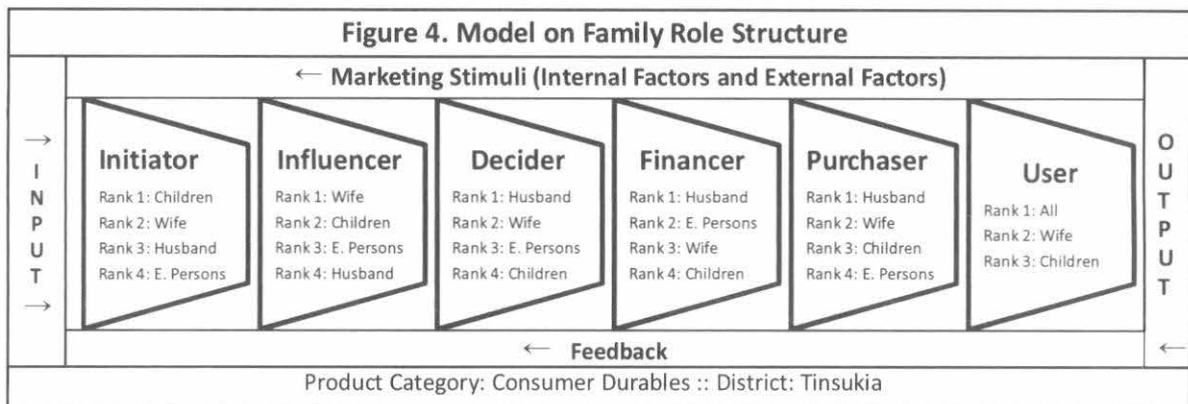 Figure 4. Model on Family Role Structure
← Marketing Stimuli (Internal Factors and External Factors)
→ INPUT →
Initiator
Rank 1: Children
Rank 2: Wife
Rank 3: Husband
Rank 4: E. Persons
Influencer
Rank 1: Wife
Rank 2: Children
Rank 3: E. Persons
Rank 4: Husband
Decider
Rank 1: Husband
Rank 2: Wife
Rank 3: E. Persons
Rank 4: Children
Financer
Rank 1: Husband
Rank 2: E. Persons
Rank 3: Wife
Rank 4: Children
Purchaser
Rank 1: Husband
Rank 2: Wife
Rank 3: Children
Rank 4: E. Persons
User
Rank 1: All
Rank 2: Wife
Rank 3: Children
OUTPUT
← Feedback ←
Product Category: Consumer Durables :: District: Tinsukia